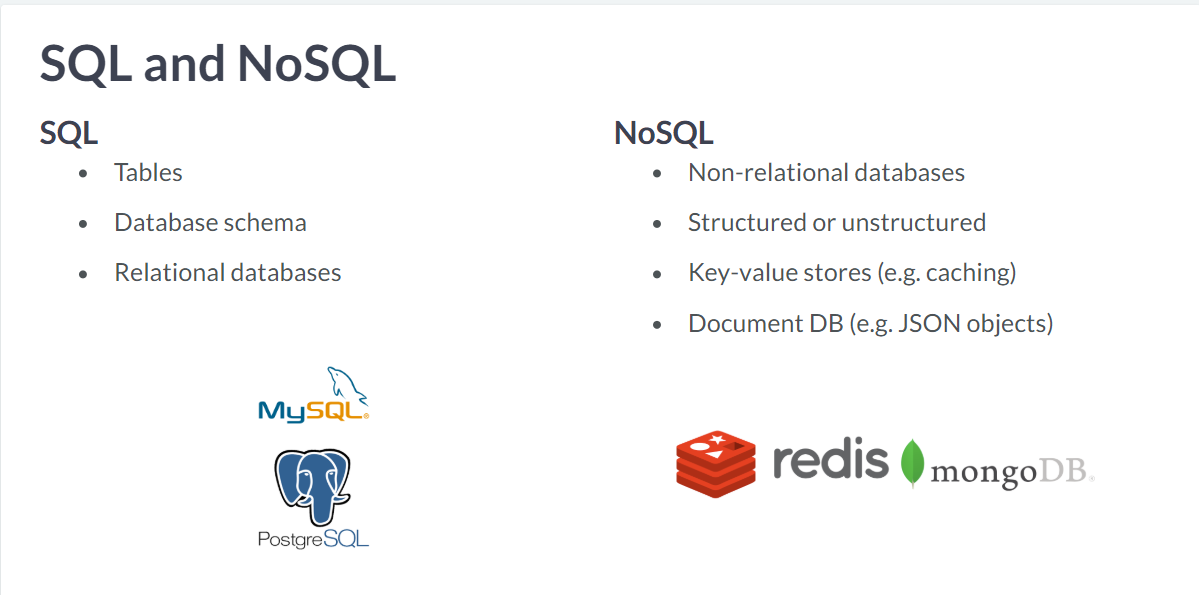 SQL and NoSQL
SQL
• Tables
• Database schema
• Relational databases
NoSQL
• Non-relational databases
• Structured or unstructured
• Key-value stores (e.g. caching)
• Document DB (e.g. JSON objects)
MySQL®
PostgreSQL
redis
mongoDB®